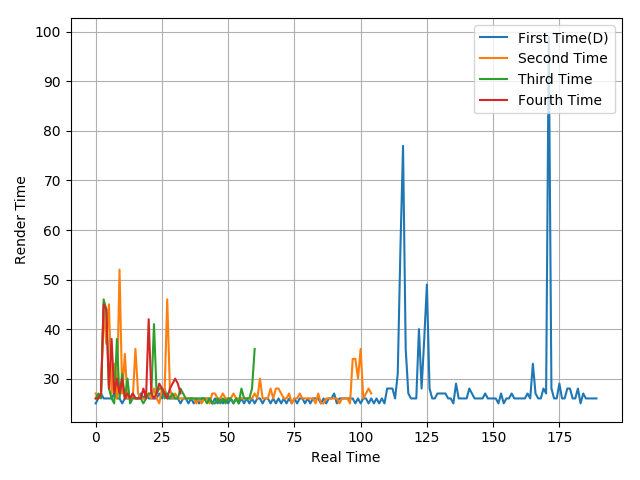 First Time(D)
Second Time
Third Time
Fourth Time
100
90
80
70
60
50
40
30
Render Time
0
25
50
75
100
125
150
175
Real Time